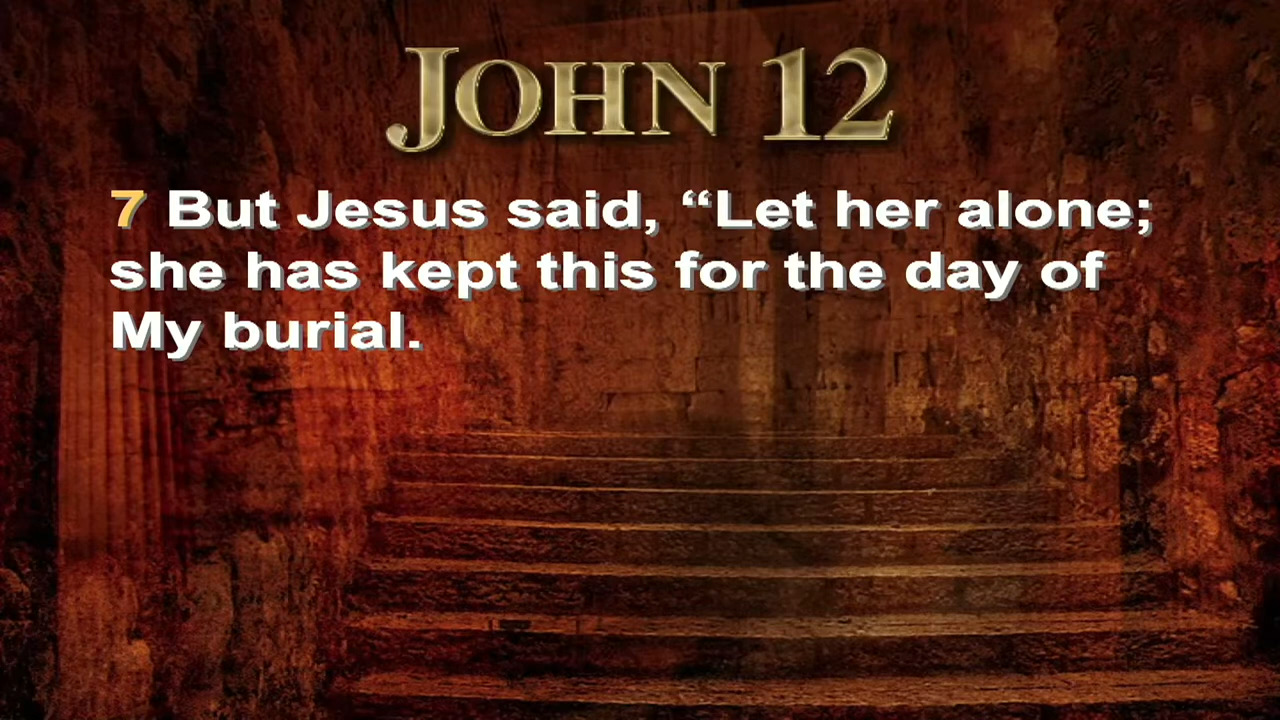 JOHN 12
7 But Jesus said, “Let her alone;
she has kept this for the day of
My burial.